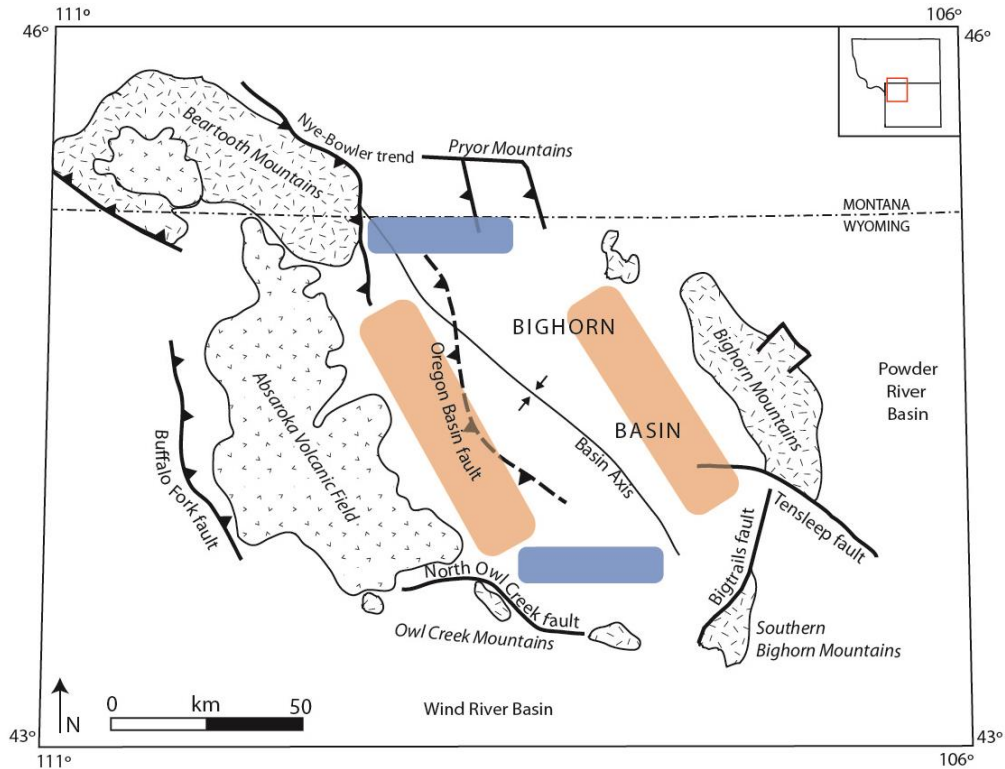 111°
106°
46°
46°
Nye-Bowler trend
Pryor Mountains
Beartooth Mountains
MONTANA
WYOMING
BIGHORN
Bighorn Mountains
Powder
River
Basin
Oregon Basin fault
Absaroka Volcanic Field
BASIN
Basin Axis
Buffalo Fork fault
Tensleep fault
Bigtrails fault
North Owl Creek fault
Owl Creek Mountains
Southern
Bighorn Mountains
0 km 50
N
Wind River Basin
43°
43°
111°
106°